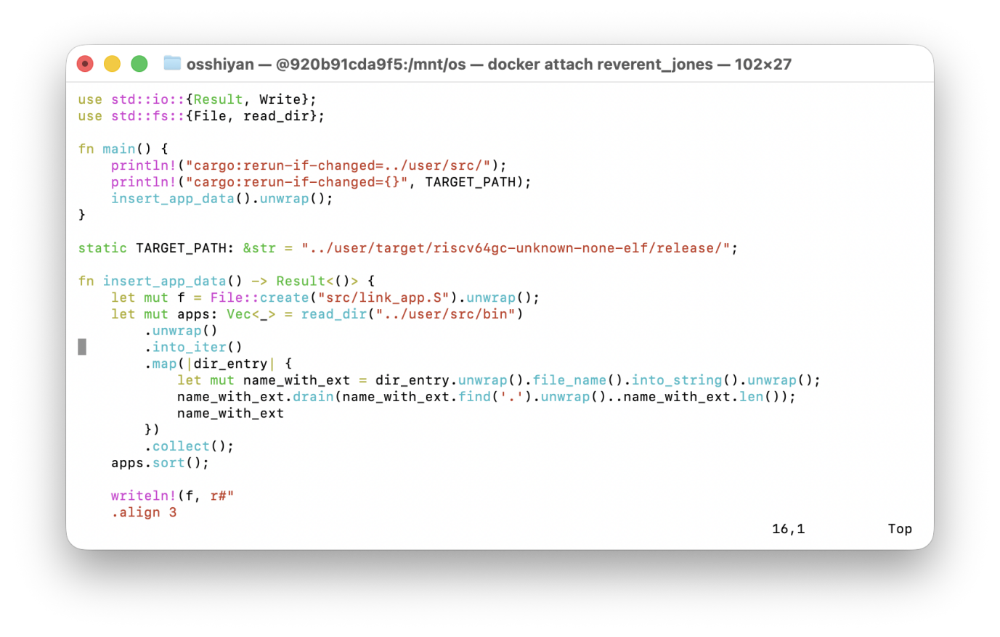 osshiyan — @920b91cda9f5:/mnt/os — docker attach reverent_jones — 102×27
use std::io::{Result, Write};
use std::fs::{File, read_dir};

fn main() {
    println!("cargo:rerun-if-changed=../user/src/");
    println!("cargo:rerun-if-changed={}", TARGET_PATH);
    insert_app_data().unwrap();
}

static TARGET_PATH: &str = "../user/target/riscv64gc-unknown-none-elf/release/";

fn insert_app_data() -> Result<()> {
    let mut f = File::create("src/link_app.S").unwrap();
    let mut apps: Vec<_> = read_dir("../user/src/bin")
        .unwrap()
        .into_iter()
        .map(|dir_entry| {
            let mut name_with_ext = dir_entry.unwrap().file_name().into_string().unwrap();
            name_with_ext.drain(name_with_ext.find('.').unwrap()..name_with_ext.len());
            name_with_ext
        })
        .collect();
    apps.sort();

    writeln!(f, r#"
    .align 3
16,1 Top